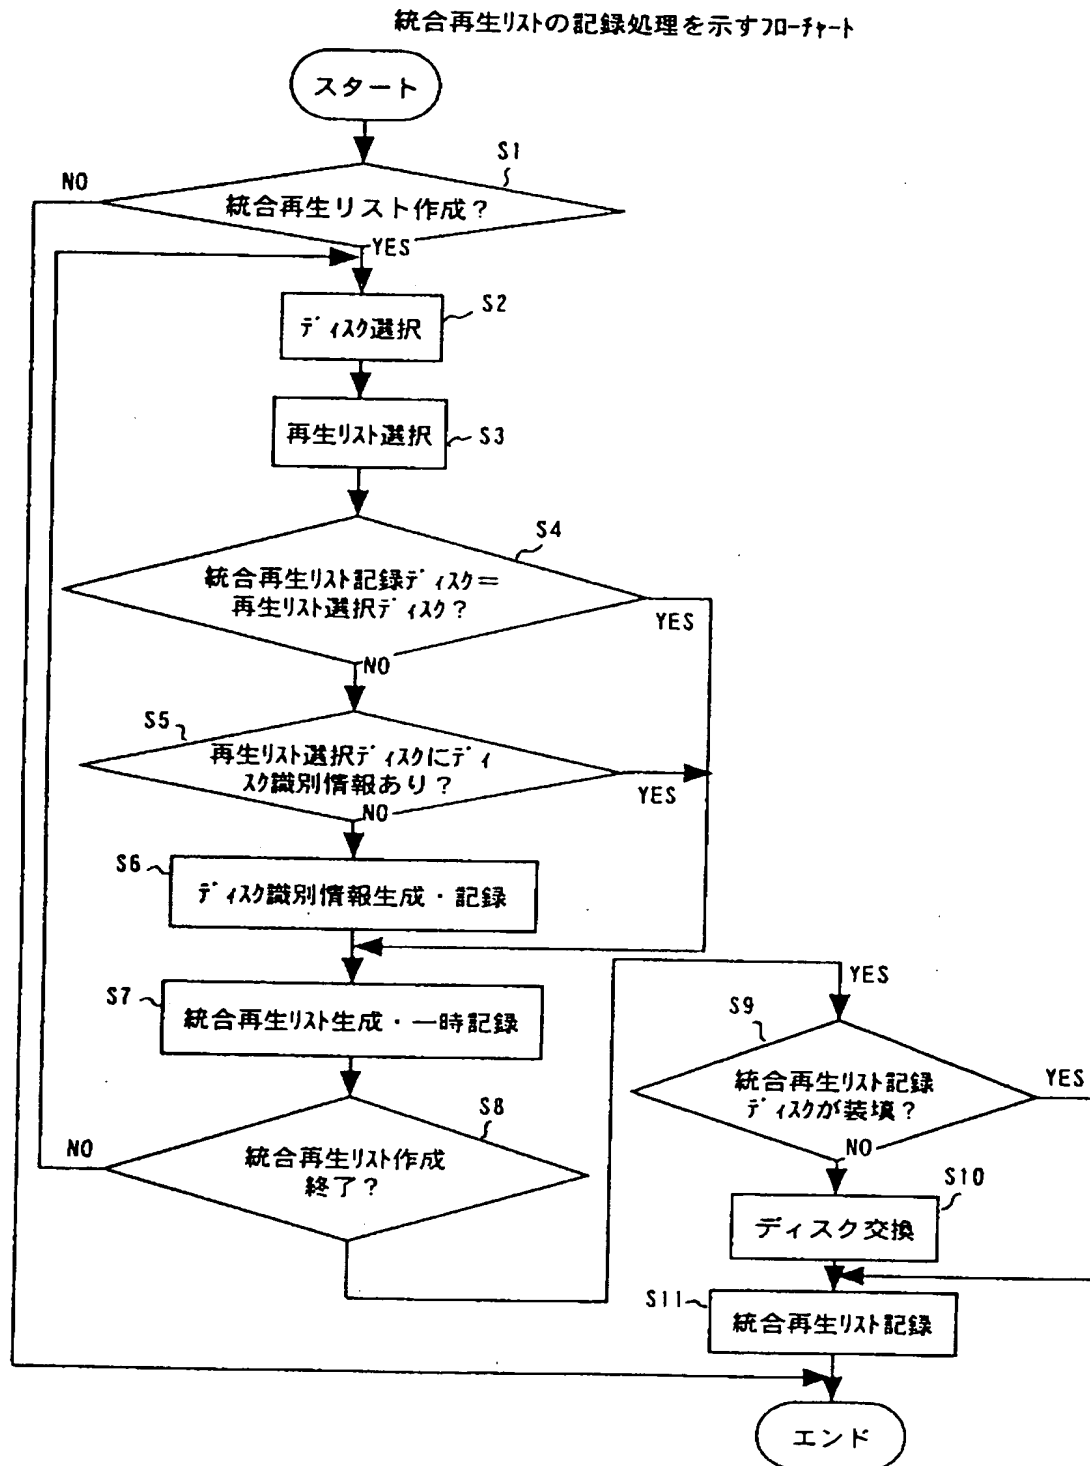 統合再生リストの記録処理を示すフローチャート
スタート
S1
NO
統合再生リスト作成?
YES
S2
ディスク選択
再生リスト選択
S3
S4
統合再生リスト記録ディスク=
再生リスト選択ディスク?
YES
NO
S5
再生リスト選択ディスクにディ
スク識別情報あり?
YES
NO
S6
ディスク識別情報生成・記録
S7
統合再生リスト生成・一時記録
YES
S9
統合再生リスト記録
ディスクが装填?
YES
NO
S8
NO
統合再生リスト作成
終了?
S10
ディスク交換
S11
統合再生リスト記録
エンド